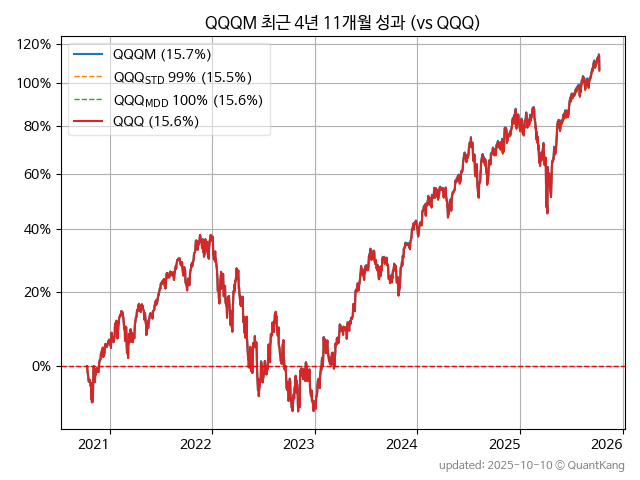 QQQM 최근 4년 11개월 성과 (vs QQQ)
120%
100%
80%
60%
40%
20%
0%
QQQM (15.7%)
QQQSTD 99% (15.5%)
QQQMDD 100% (15.6%)
QQQ (15.6%)
2021 2022 2023 2024 2025 2026
updated: 2025-10-10 © QuantKang